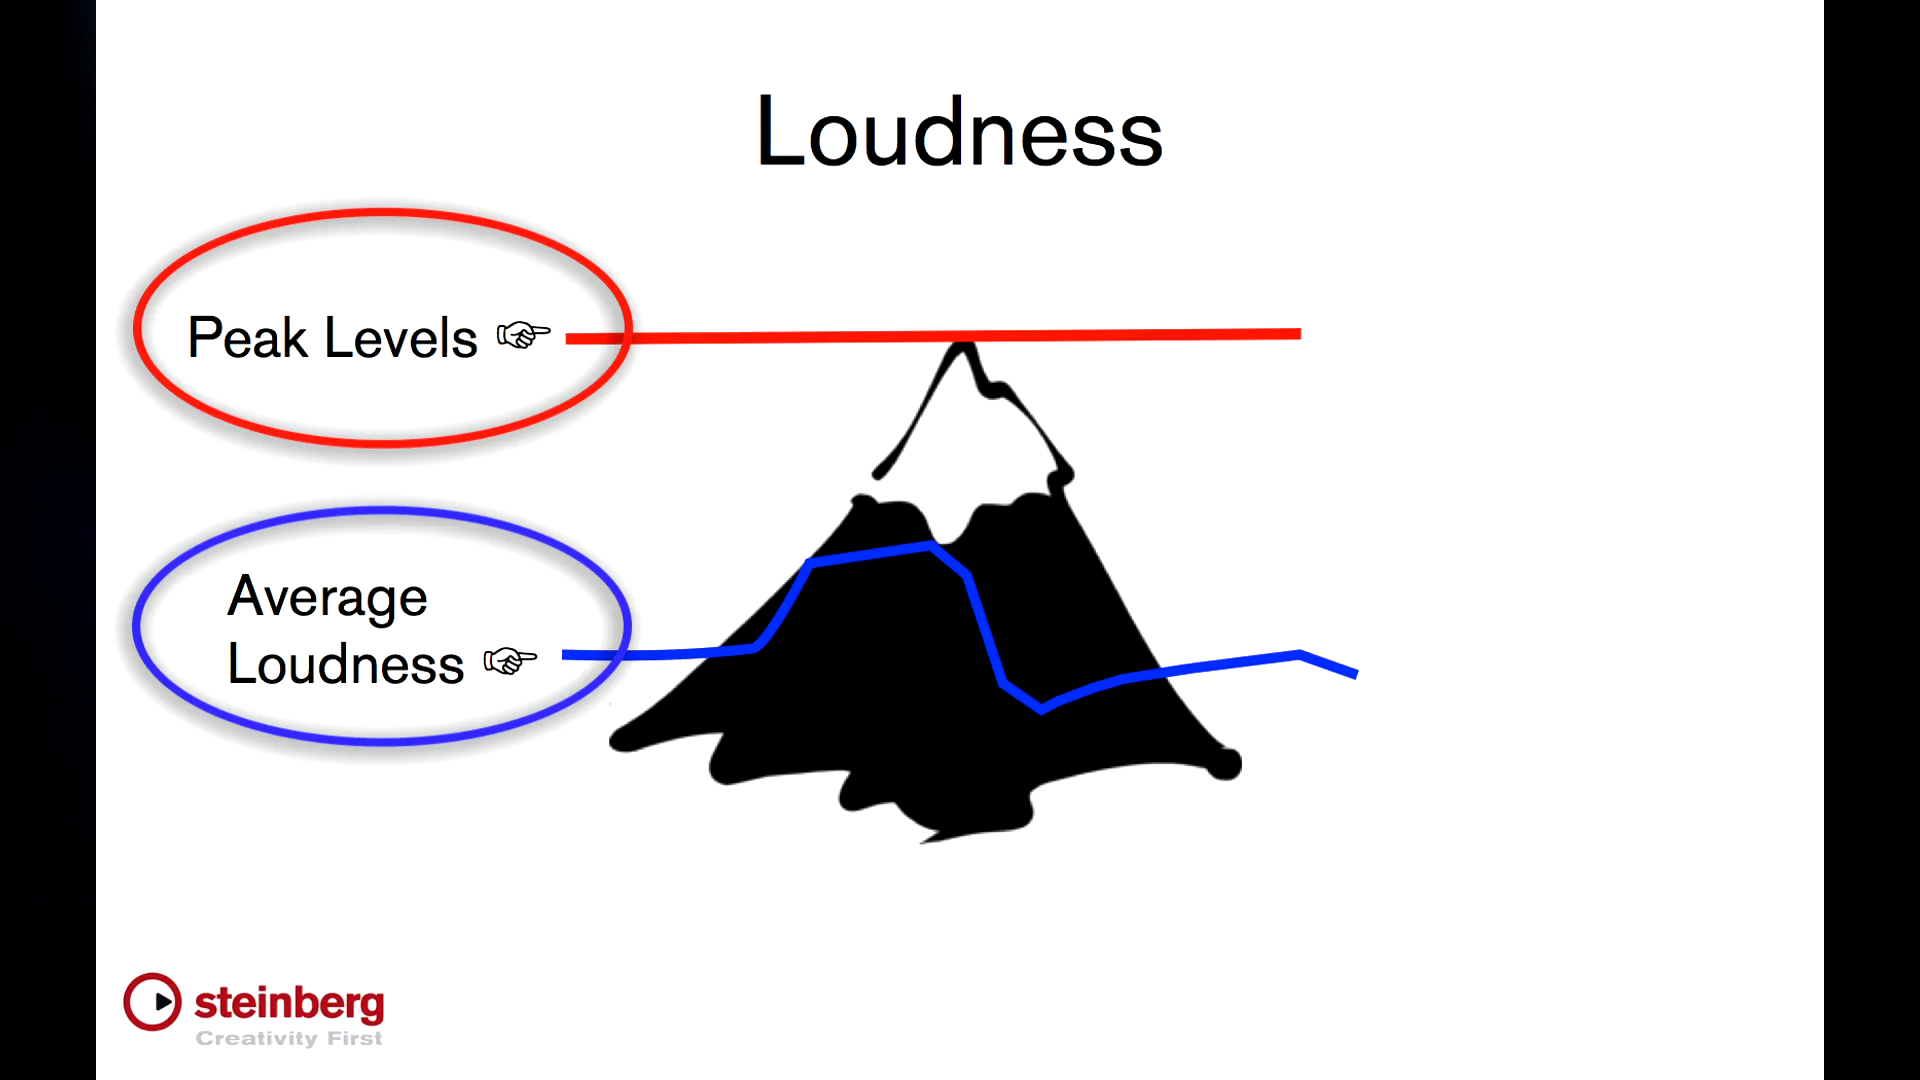 Loudness
Peak Levels ☞
Average
Loudness ☞
steinberg
Creativity First